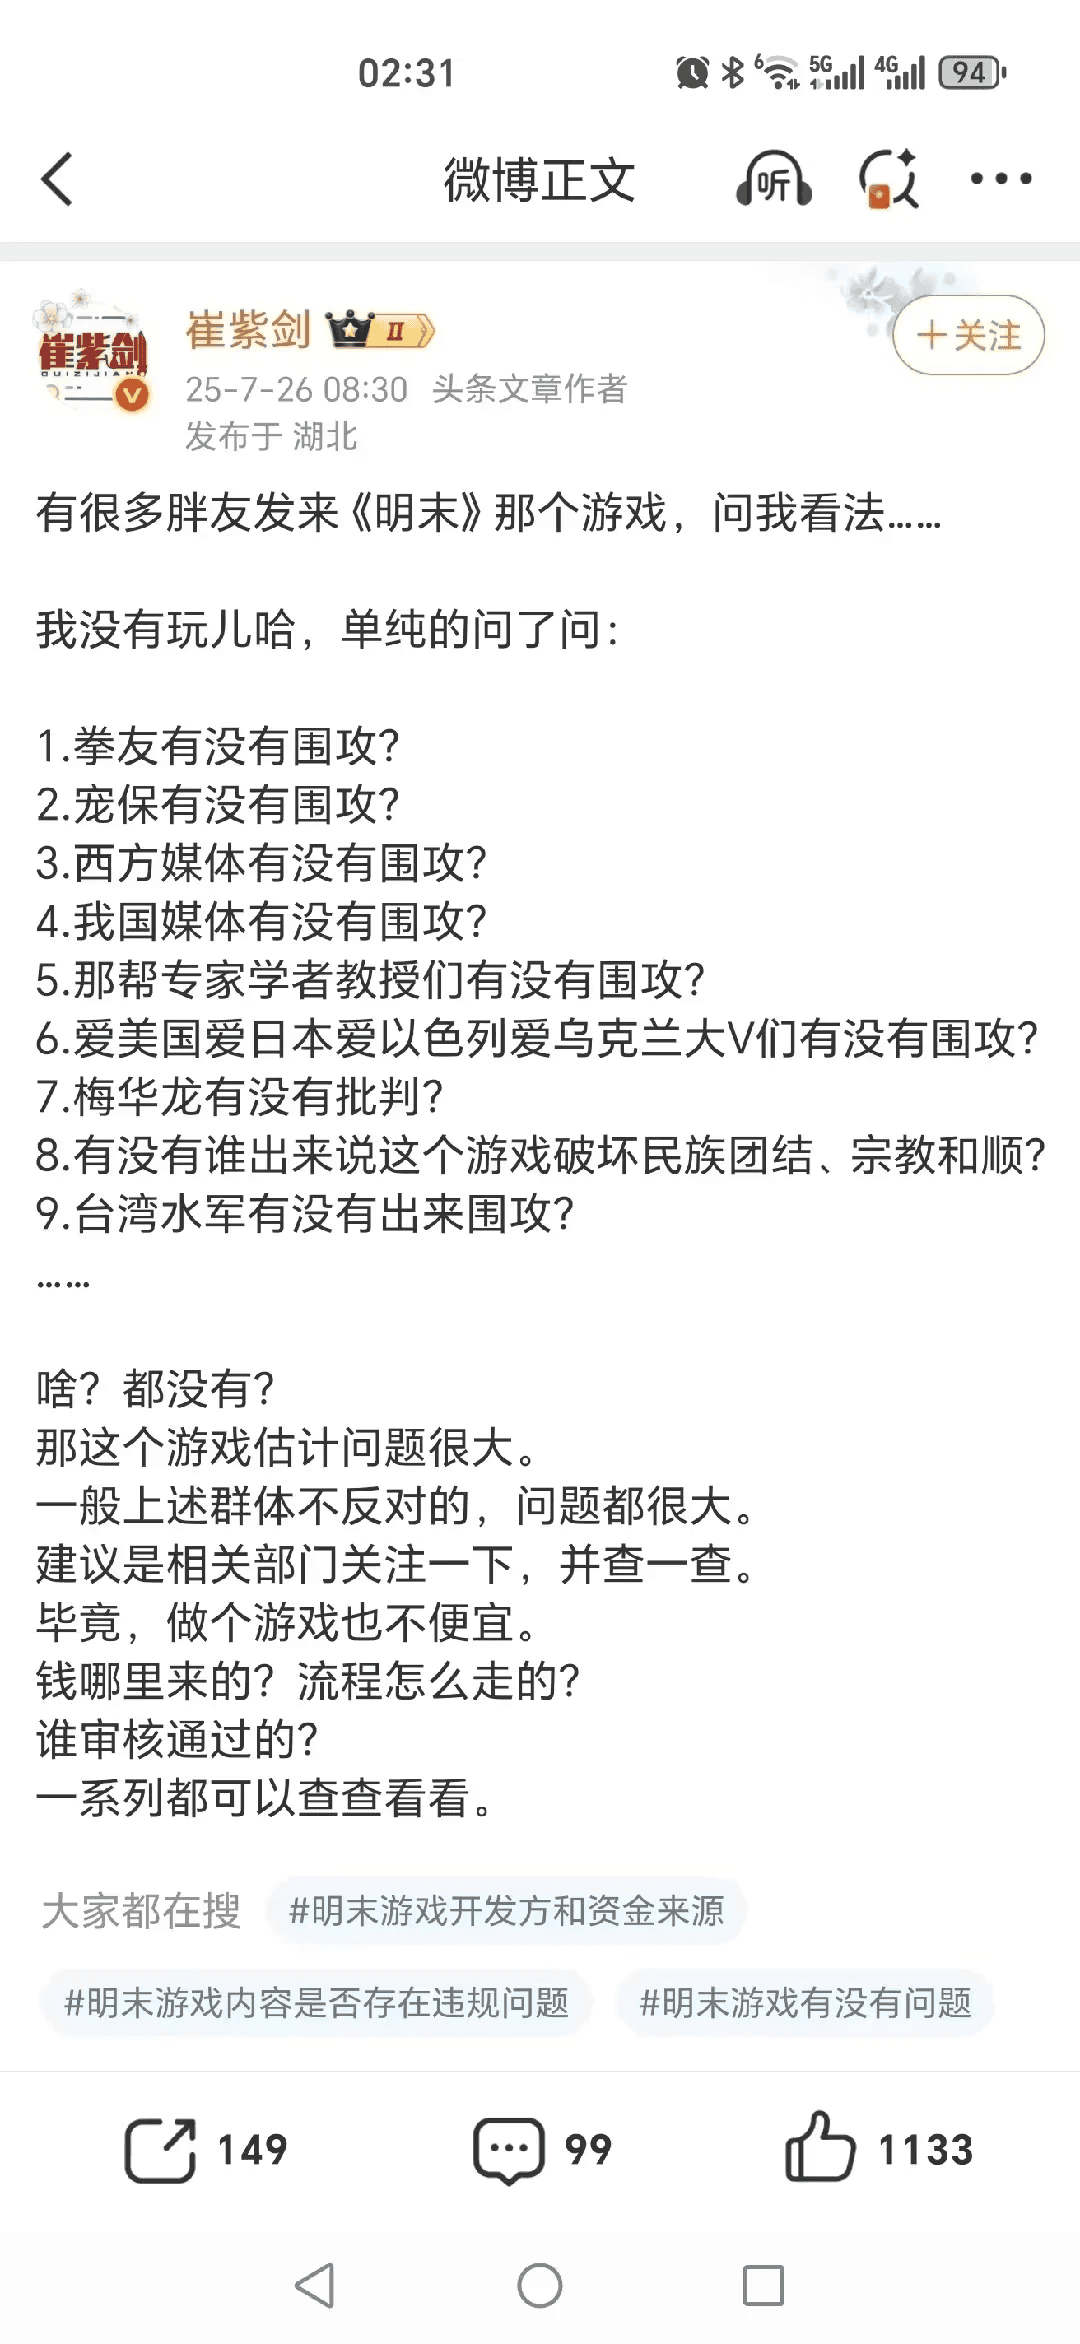 02:31
6 5G 4G 94
微博正文
听
崔紫剑
CUIZIJIAN
崔紫剑 II
+关注
25-7-26 08:30 头条文章作者
发布于 湖北
有很多胖友发来《明末》那个游戏，问我看法……
我没有玩儿哈，单纯的问了问：
1.拳友有没有围攻？
2.宠保有没有围攻？
3.西方媒体有没有围攻？
4.我国媒体有没有围攻？
5.那帮专家学者教授们有没有围攻？
6.爱美国爱日本爱以色列爱乌克兰大V们有没有围攻？
7.梅华龙有没有批判？
8.有没有谁出来说这个游戏破坏民族团结、宗教和顺？
9.台湾水军有没有出来围攻？
……
啥？都没有？
那这个游戏估计问题很大。
一般上述群体不反对的，问题都很大。
建议是相关部门关注一下，并查一查。
毕竟，做个游戏也不便宜。
钱哪里来的？流程怎么走的？
谁审核通过的？
一系列都可以查查看看。
大家都在搜 #明末游戏开发方和资金来源
#明末游戏内容是否存在违规问题 #明末游戏有没有问题
149 99 1133